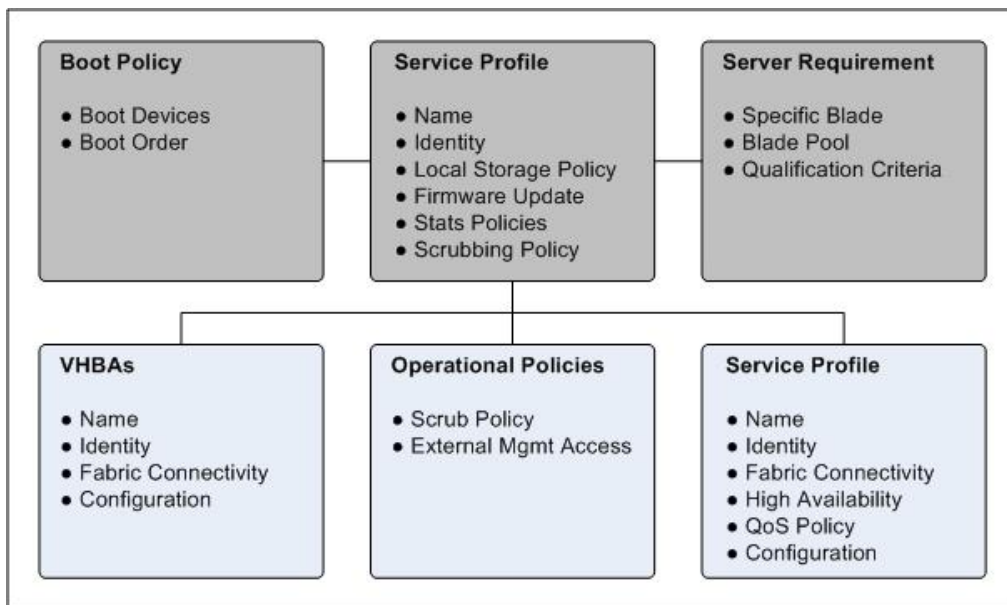 Boot Policy
● Boot Devices
● Boot Order
Service Profile
● Name
● Identity
● Local Storage Policy
● Firmware Update
● Stats Policies
● Scrubbing Policy
Server Requirement
● Specific Blade
● Blade Pool
● Qualification Criteria
VHBAs
● Name
● Identity
● Fabric Connectivity
● Configuration
Operational Policies
● Scrub Policy
● External Mgmt Access
Service Profile
● Name
● Identity
● Fabric Connectivity
● High Availability
● QoS Policy
● Configuration